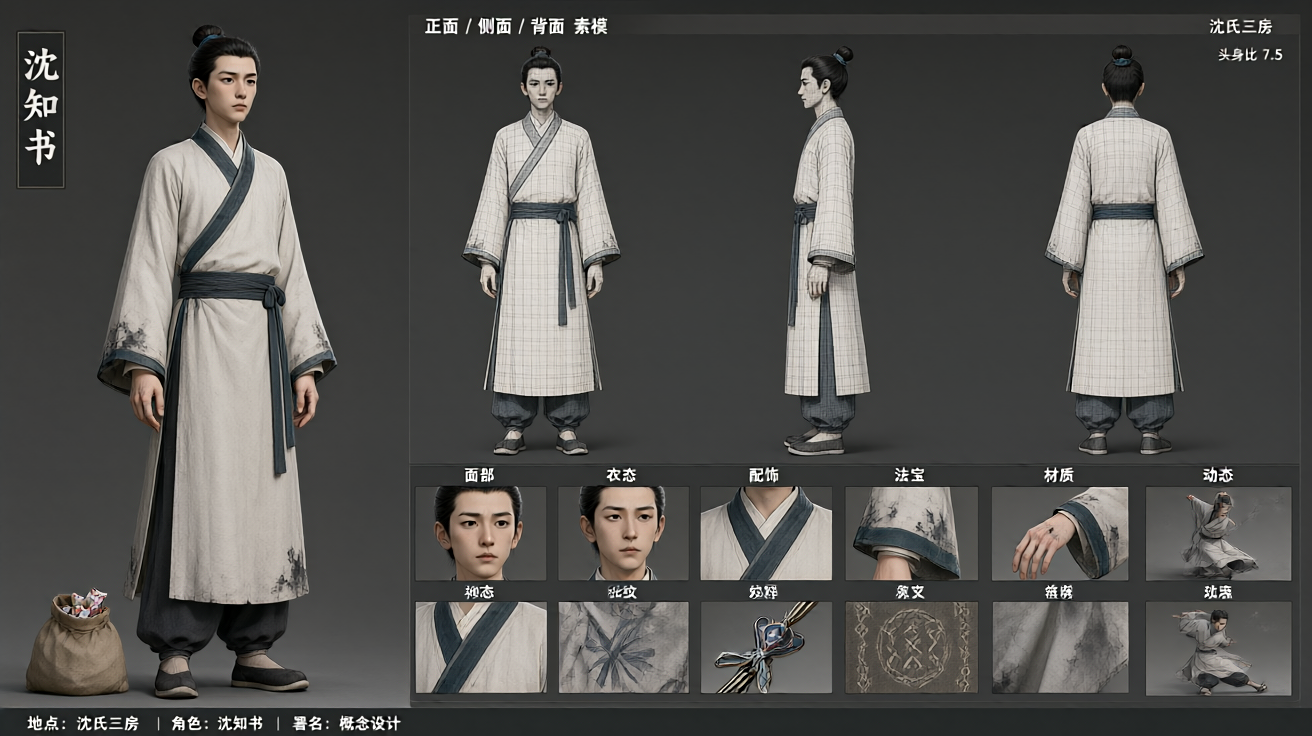 沈知书
正面 / 侧面 / 背面 素模
沈氏三房
头身比 7.5
面部
衣态
配饰
法宝
材质
动态
地点：沈氏三房 | 角色：沈知书 | 署名：概念设计